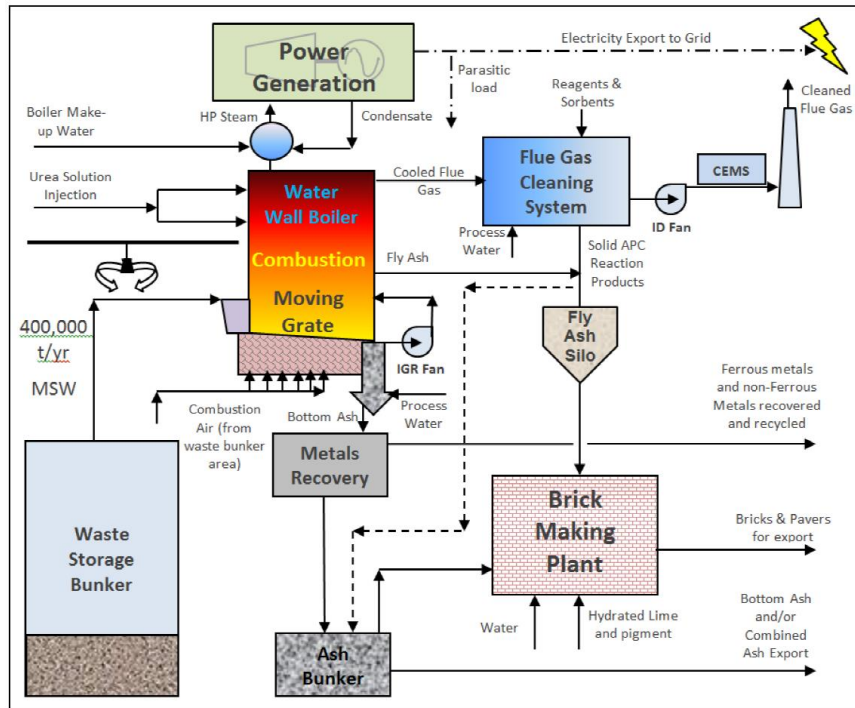 Power
Generation
Electricity Export to Grid
Parasitic
load
Reagents &
Sorbents
Cleaned
Flue Gas
Boiler Make-
up Water
HP Steam
Condensate
Urea Solution
Injection
Water
Wall Boiler
Combustion
Moving
Grate
Cooled Flue
Gas
Flue Gas
Cleaning
System
CEMS
ID Fan
Process
Water
Fly Ash
Solid APC
Reaction
Products
400,000
t/yr
MSW
IGR Fan
Fly
Ash
Silo
Combustion
Air (from
waste bunker
area)
Bottom Ash
Process
Water
Ferrous metals
and non-Ferrous
Metals recovered
and recycled
Metals
Recovery
Waste
Storage
Bunker
Brick
Making
Plant
Bricks & Pavers
for export
Water
Hydrated Lime
and pigment
Bottom Ash
and/or
Combined
Ash Export
Ash
Bunker